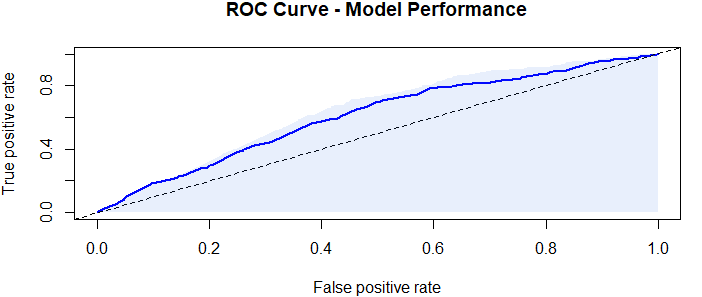 ROC Curve - Model Performance
True positive rate
0.8
0.4
0.0
0.0 0.2 0.4 0.6 0.8 1.0
False positive rate